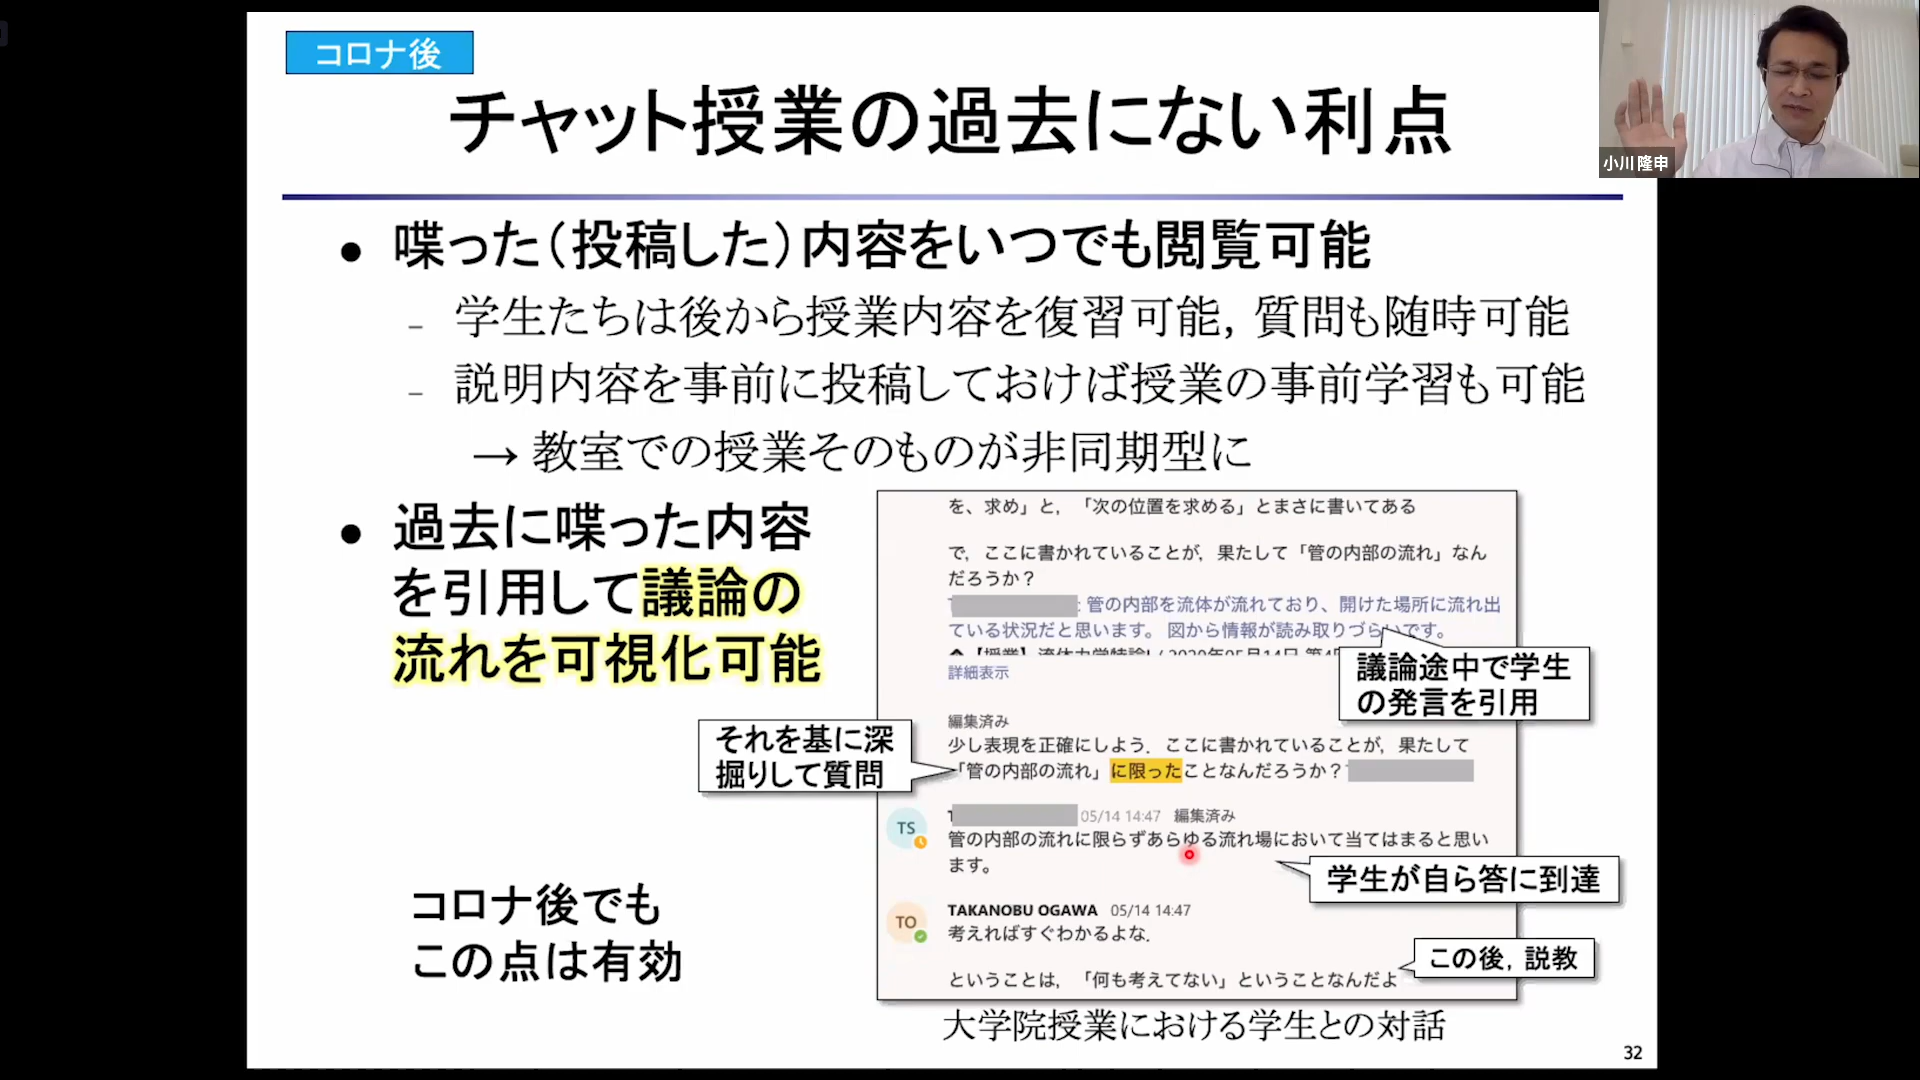 コロナ後
チャット授業の過去にない利点
小川 隆申
● 喋った（投稿した）内容をいつでも閲覧可能
– 学生たちは後から授業内容を復習可能，質問も随時可能
– 説明内容を事前に投稿しておけば授業の事前学習も可能
→ 教室での授業そのものが非同期型に
● 過去に喋った内容
を引用して議論の
流れを可視化可能
を、求め」と，「次の位置を求める」とまさに書いてある
で，ここに書かれていることが，果たして「管の内部の流れ」なん
だろうか？
: 管の内部を流体が流れており、開けた場所に流れ出
ている状況だと思います。 図から情報が読み取りづらいです。
【授業】流体力学特論I / 2020年05月14日 第4
詳細表示
議論途中で学生
の発言を引用
編集済み
少し表現を正確にしよう．ここに書かれていることが，果たして
「管の内部の流れ」に限ったことなんだろうか？
それを基に深
掘りして質問
TS
05/14 14:47 編集済み
管の内部の流れに限らずあらゆる流れ場において当てはまると思い
ます。
学生が自ら答に到達
TO
TAKANOBU OGAWA 05/14 14:47
考えればすぐわかるよな．
ということは，「何も考えてない」ということなんだよ
この後，説教
コロナ後でも
この点は有効
大学院授業における学生との対話
32